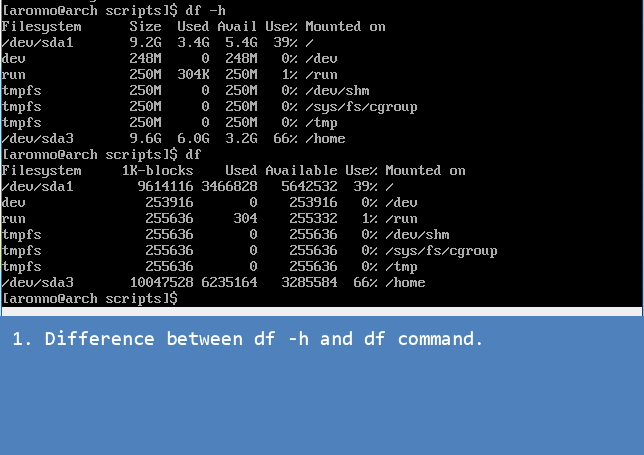 [aronno@arch scripts]$ df -h
Filesystem      Size  Used Avail Use% Mounted on
/dev/sda1       9.2G  3.4G  5.4G  39% /
dev             248M     0  248M   0% /dev
run             250M  304K  250M   1% /run
tmpfs           250M     0  250M   0% /dev/shm
tmpfs           250M     0  250M   0% /sys/fs/cgroup
tmpfs           250M     0  250M   0% /tmp
/dev/sda3       9.6G  6.0G  3.2G  66% /home
[aronno@arch scripts]$ df
Filesystem     1K-blocks    Used Available Use% Mounted on
/dev/sda1        9614116 3466828   5642532  39% /
dev               253916       0    253916   0% /dev
run               255636     304    255332   1% /run
tmpfs             255636       0    255636   0% /dev/shm
tmpfs             255636       0    255636   0% /sys/fs/cgroup
tmpfs             255636       0    255636   0% /tmp
/dev/sda3       10047528 6235164   3285584  66% /home
[aronno@arch scripts]$
1. Difference between df -h and df command.